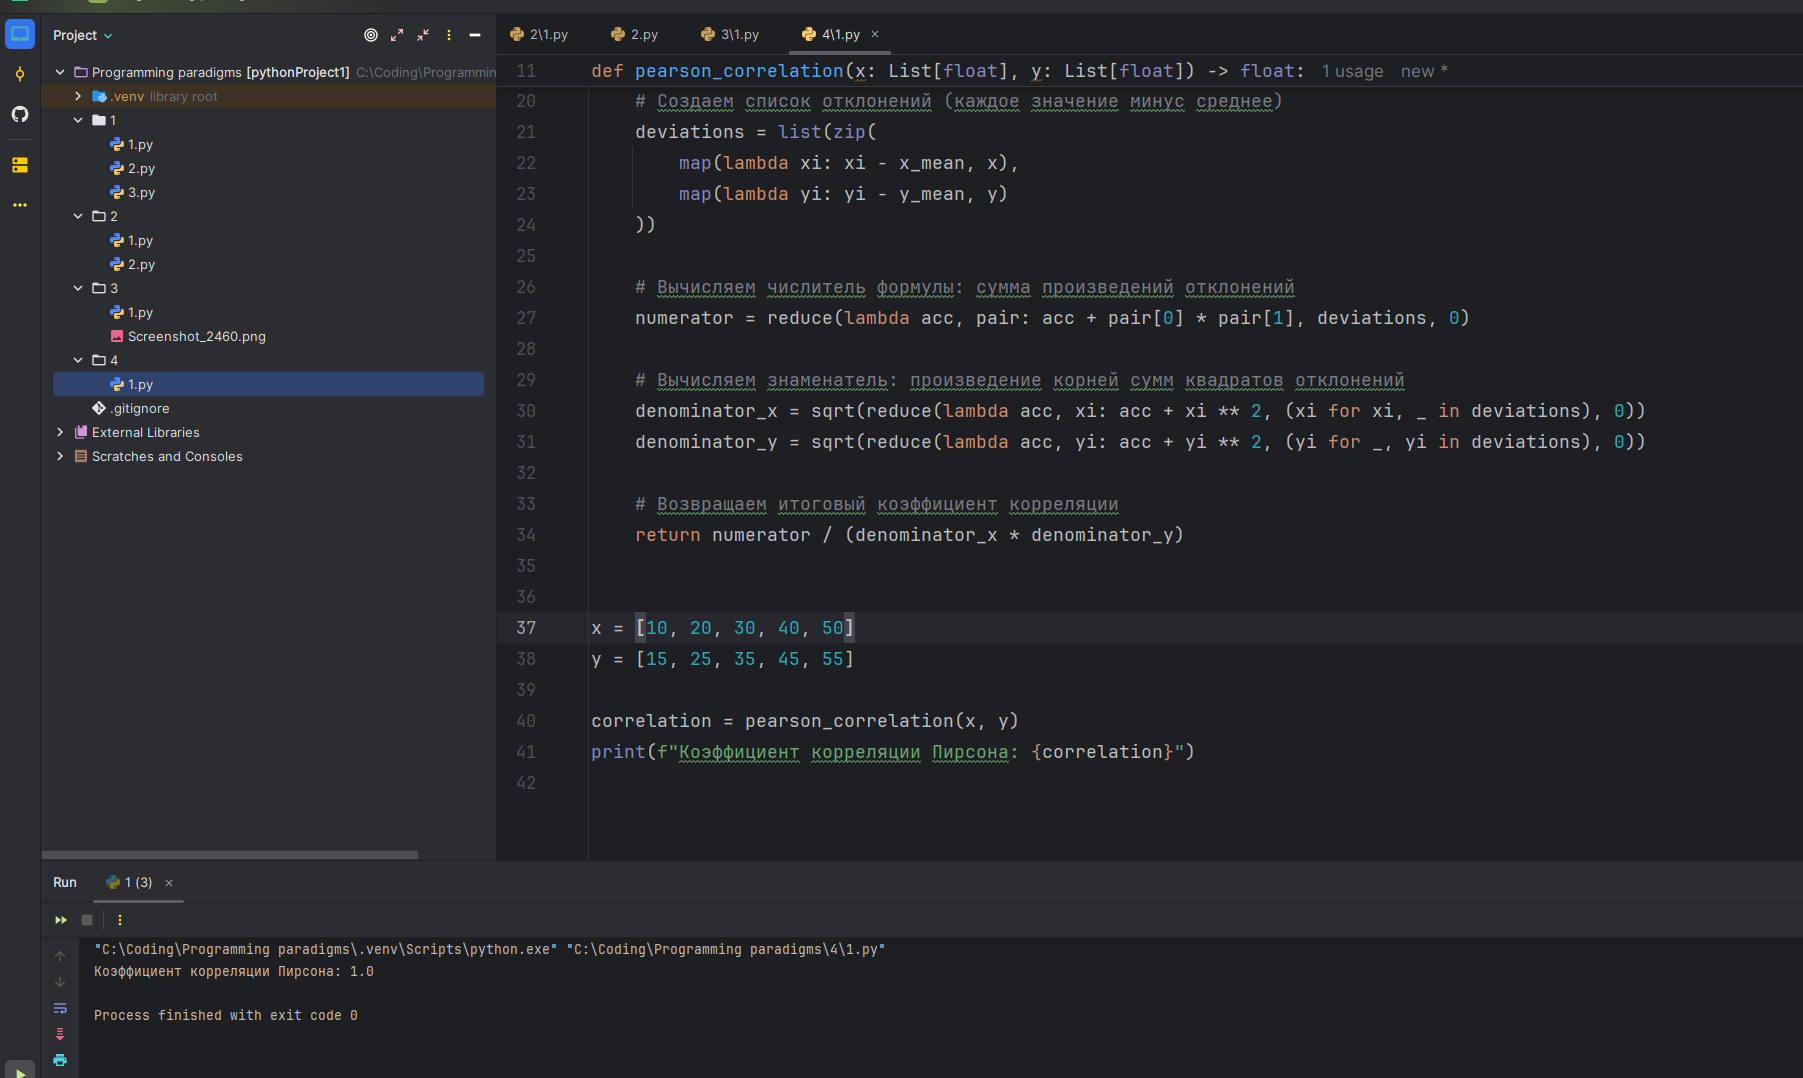 Project
Programming paradigms [pythonProject1] C:\Coding\Programmin
.venv library root
1
1.py
2.py
3.py
2
1.py
2.py
3
1.py
Screenshot_2460.png
4
1.py
.gitignore
External Libraries
Scratches and Consoles
2\1.py 2.py 3\1.py 4\1.py
11 def pearson_correlation(x: List[float], y: List[float]) -> float: 1 usage new *
20 # Создаем список отклонений (каждое значение минус среднее)
21 deviations = list(zip(
22 map(lambda xi: xi - x_mean, x),
23 map(lambda yi: yi - y_mean, y)
24 ))
25
26 # Вычисляем числитель формулы: сумма произведений отклонений
27 numerator = reduce(lambda acc, pair: acc + pair[0] * pair[1], deviations, 0)
28
29 # Вычисляем знаменатель: произведение корней сумм квадратов отклонений
30 denominator_x = sqrt(reduce(lambda acc, xi: acc + xi ** 2, (xi for xi, _ in deviations), 0))
31 denominator_y = sqrt(reduce(lambda acc, yi: acc + yi ** 2, (yi for _, yi in deviations), 0))
32
33 # Возвращаем итоговый коэффициент корреляции
34 return numerator / (denominator_x * denominator_y)
35
36
37 x = [10, 20, 30, 40, 50]
38 y = [15, 25, 35, 45, 55]
39
40 correlation = pearson_correlation(x, y)
41 print(f"Коэффициент корреляции Пирсона: {correlation}")
42
Run 1 (3)
"C:\Coding\Programming paradigms\.venv\Scripts\python.exe" "C:\Coding\Programming paradigms\4\1.py"
Коэффициент корреляции Пирсона: 1.0
Process finished with exit code 0